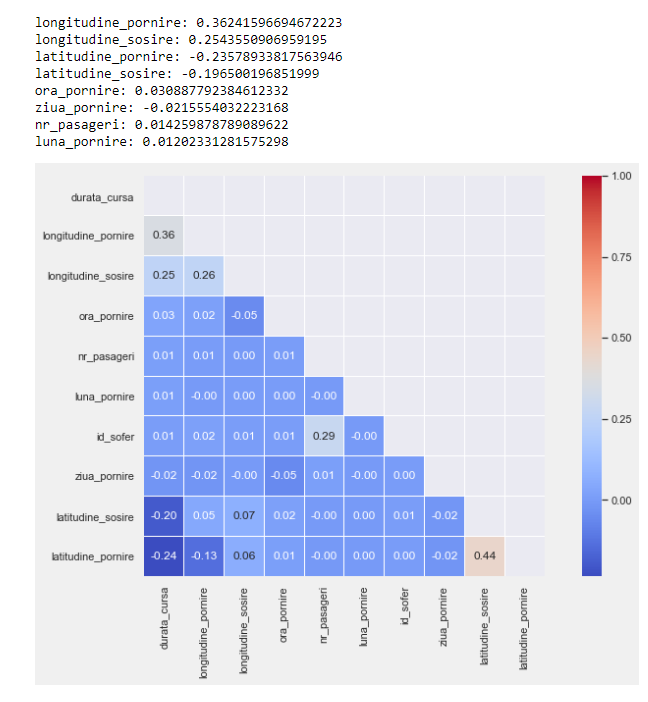 longitudine_pornire: 0.36241596694672223
longitudine_sosire: 0.2543550906959195
latitudine_pornire: -0.23578933817563946
latitudine_sosire: -0.196500196851999
ora_pornire: 0.030887792384612332
ziua_pornire: -0.0215554032223168
nr_pasageri: 0.014259878789089622
luna_pornire: 0.01202331281575298
durata_cursa
longitudine_pornire 0.36
longitudine_sosire 0.25 0.26
ora_pornire 0.03 0.02 -0.05
nr_pasageri 0.01 0.01 0.00 0.01
luna_pornire 0.01 -0.00 0.00 0.00 -0.00
id_sofer 0.01 0.02 0.01 0.01 0.29 -0.00
ziua_pornire -0.02 -0.02 -0.00 -0.05 0.01 -0.00 0.00
latitudine_sosire -0.20 0.05 0.07 0.02 -0.00 0.00 0.01 -0.02
latitudine_pornire -0.24 -0.13 0.06 0.01 -0.00 0.00 0.00 -0.02 0.44
durata_cursa
longitudine_pornire
longitudine_sosire
ora_pornire
nr_pasageri
luna_pornire
id_sofer
ziua_pornire
latitudine_sosire
latitudine_pornire
1.00
0.75
0.50
0.25
0.00